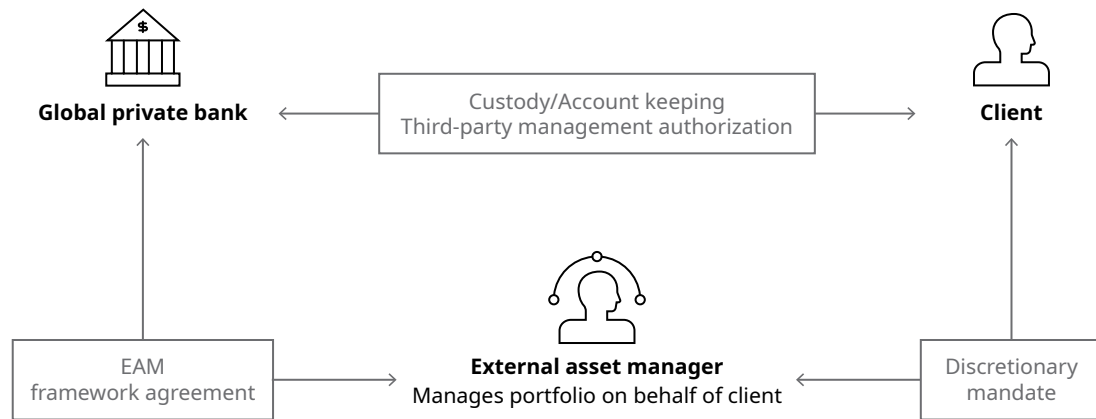 $
Global private bank
Custody/Account keeping
Third-party management authorization
Client
EAM
framework agreement
External asset manager
Manages portfolio on behalf of client
Discretionary
mandate